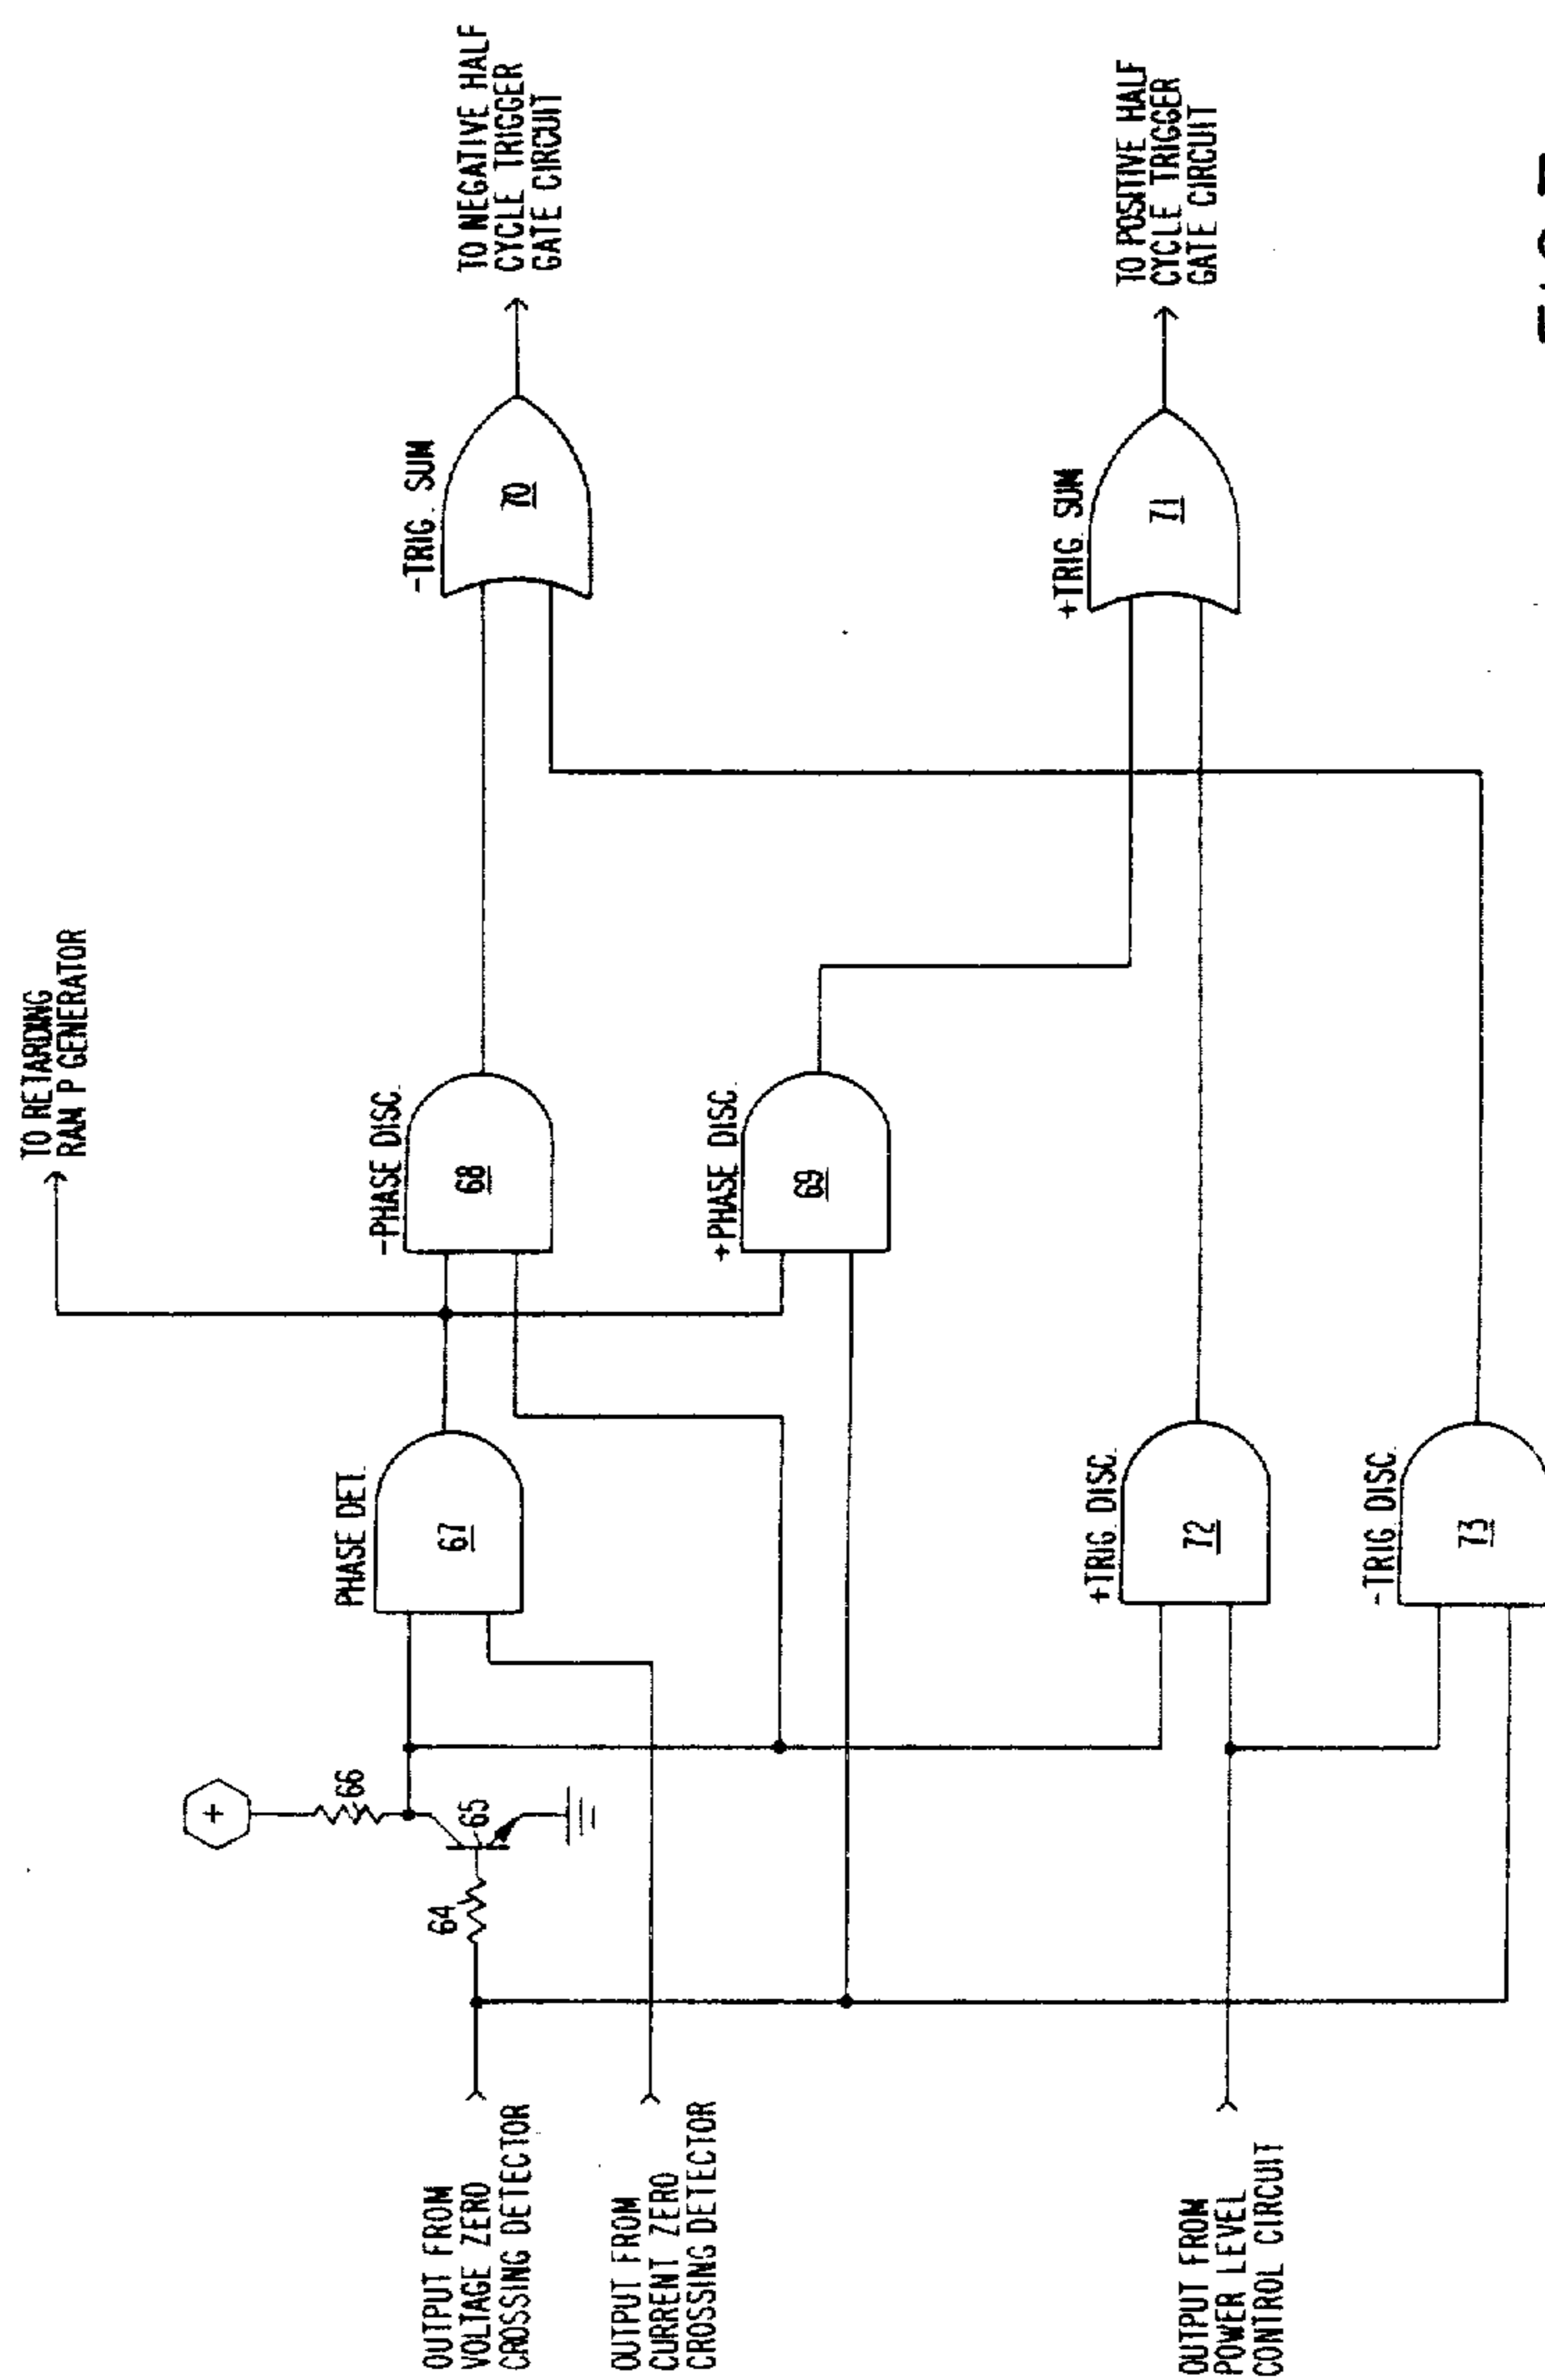 TO RETARDING
RAM P GENERATOR
TO NEGATIVE HALF
CYCLE TRIGGER
GATE CIRCUIT
-TRIG. SUM
70
-PHASE DISC.
68
PHASE DET.
67
+
66
65
64
OUTPUT FROM
VOLTAGE ZERO
CROSSING DETECTOR
OUTPUT FROM
CURRENT ZERO
CROSSING DETECTOR
+PHASE DISC.
69
TO POSITIVE HALF
CYCLE TRIGGER
GATE CIRCUIT
+TRIG. SUM
71
+TRIG DISC.
72
-TRIG DISC.
73
OUTPUT FROM
POWER LEVEL
CONTROL CIRCUIT